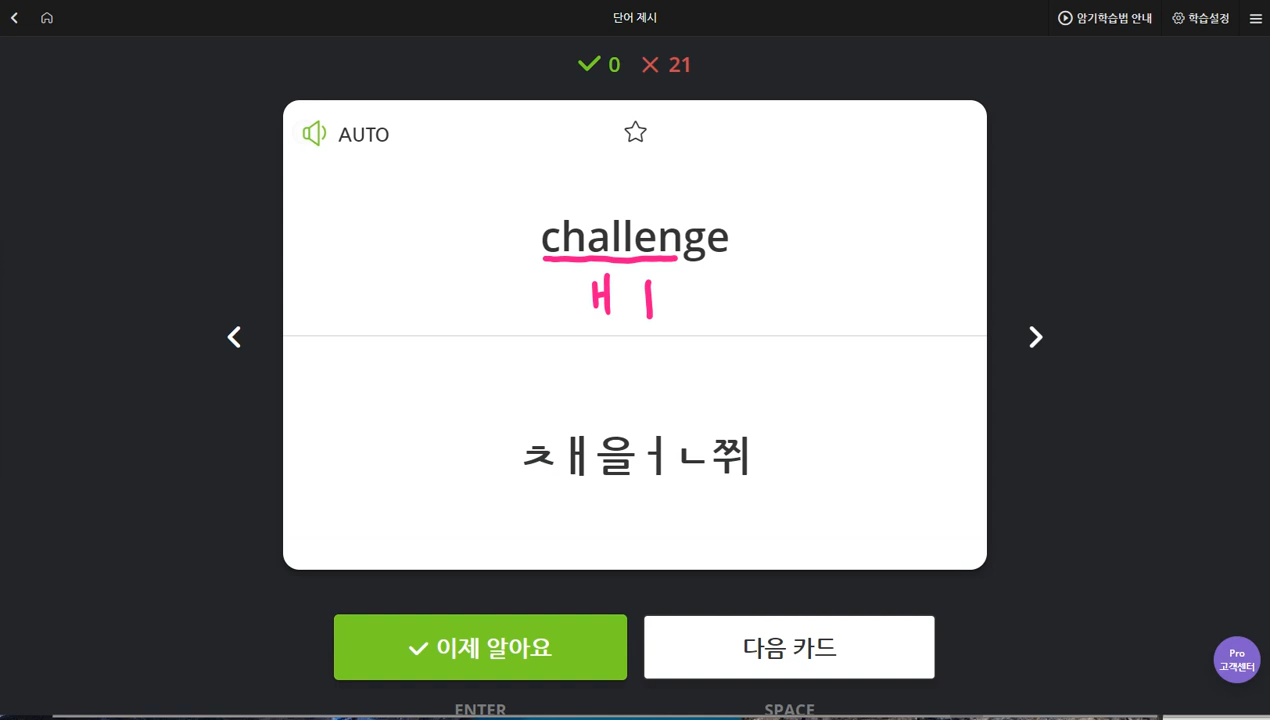 단어 제시
암기학습법 안내
학습설정
0
21
AUTO
challenge
ㅐ ㅣ
ㅊㅐ을ㅓㄴ쮜
이제 알아요
다음 카드
Pro
고객센터
ENTER
SPACE